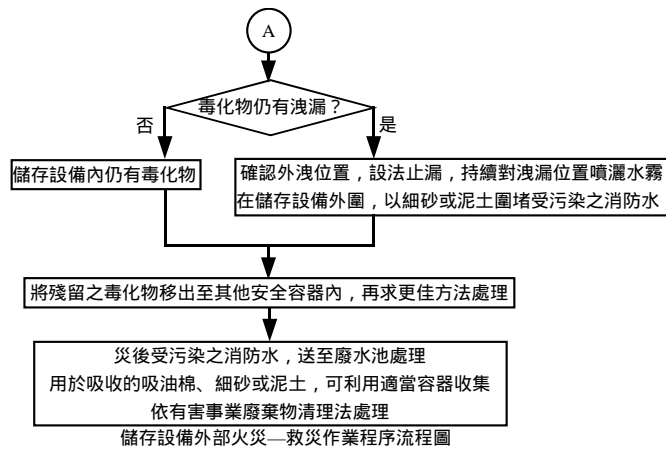 A
毒化物仍有洩漏？
否
是
儲存設備內仍有毒化物
確認外洩位置，設法止漏，持續對洩漏位置噴灑水霧
在儲存設備外圍，以細砂或泥土圍堵受污染之消防水
將殘留之毒化物移出至其他安全容器內，再求更佳方法處理
災後受污染之消防水，送至廢水池處理
用於吸收的吸油棉、細砂或泥土，可利用適當容器收集
依有害事業廢棄物清理法處理
儲存設備外部火災—救災作業程序流程圖